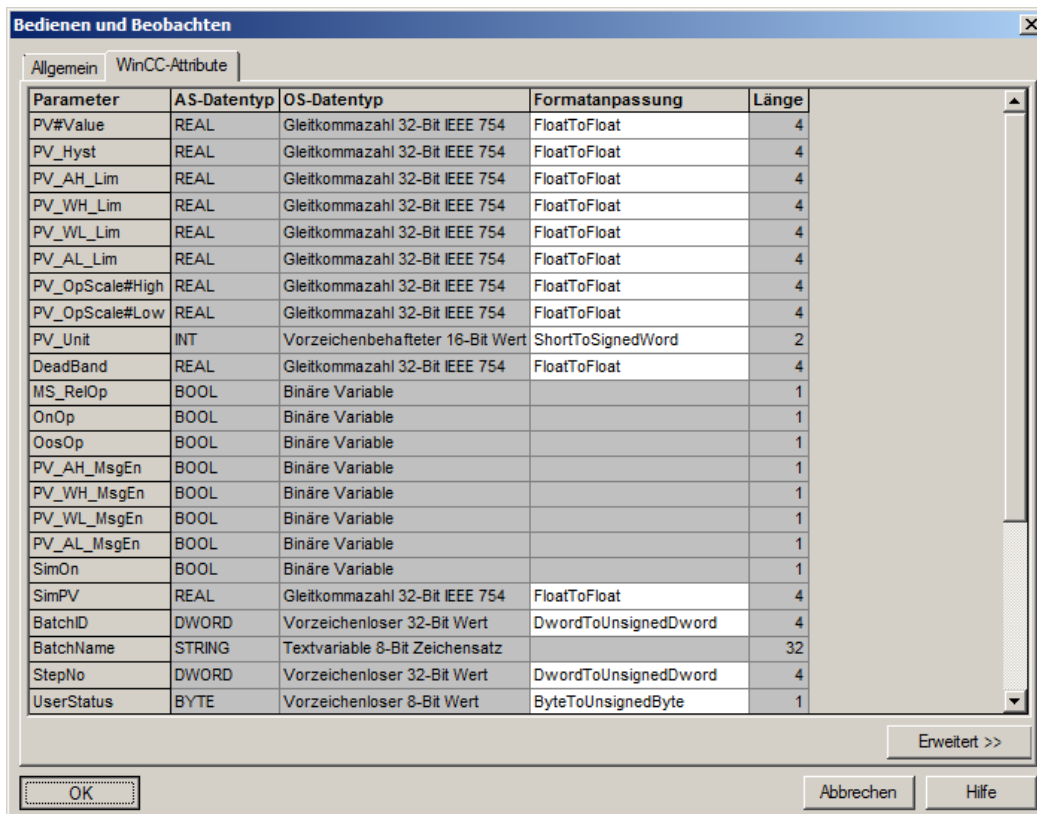 Bedienen und Beobachten
Allgemein WinCC-Attribute
Parameter AS-Datentyp OS-Datentyp Formatanpassung Länge
PV#Value REAL Gleitkommazahl 32-Bit IEEE 754 FloatToFloat 4
PV_Hyst REAL Gleitkommazahl 32-Bit IEEE 754 FloatToFloat 4
PV_AH_Lim REAL Gleitkommazahl 32-Bit IEEE 754 FloatToFloat 4
PV_WH_Lim REAL Gleitkommazahl 32-Bit IEEE 754 FloatToFloat 4
PV_WL_Lim REAL Gleitkommazahl 32-Bit IEEE 754 FloatToFloat 4
PV_AL_Lim REAL Gleitkommazahl 32-Bit IEEE 754 FloatToFloat 4
PV_OpScale#High REAL Gleitkommazahl 32-Bit IEEE 754 FloatToFloat 4
PV_OpScale#Low REAL Gleitkommazahl 32-Bit IEEE 754 FloatToFloat 4
PV_Unit INT Vorzeichenbehafteter 16-Bit Wert ShortToSignedWord 2
DeadBand REAL Gleitkommazahl 32-Bit IEEE 754 FloatToFloat 4
MS_RelOp BOOL Binäre Variable 1
OnOp BOOL Binäre Variable 1
OosOp BOOL Binäre Variable 1
PV_AH_MsgEn BOOL Binäre Variable 1
PV_WH_MsgEn BOOL Binäre Variable 1
PV_WL_MsgEn BOOL Binäre Variable 1
PV_AL_MsgEn BOOL Binäre Variable 1
SimOn BOOL Binäre Variable 1
SimPV REAL Gleitkommazahl 32-Bit IEEE 754 FloatToFloat 4
BatchID DWORD Vorzeichenloser 32-Bit Wert DwordToUnsignedDword 4
BatchName STRING Textvariable 8-Bit Zeichensatz 32
StepNo DWORD Vorzeichenloser 32-Bit Wert DwordToUnsignedDword 4
UserStatus BYTE Vorzeichenloser 8-Bit Wert ByteToUnsignedByte 1
Erweitert >>
OK Abbrechen Hilfe